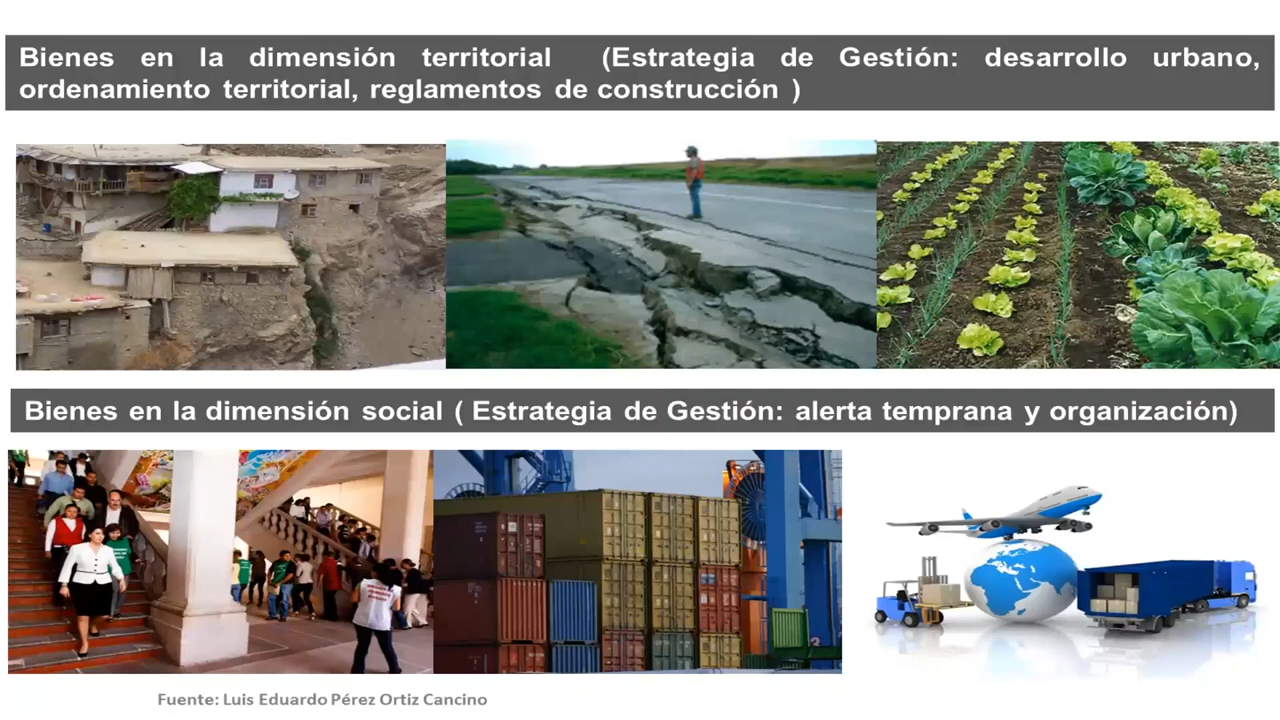 Bienes en la dimensión territorial (Estrategia de Gestión: desarrollo urbano,
ordenamiento territorial, reglamentos de construcción )
Bienes en la dimensión social ( Estrategia de Gestión: alerta temprana y organización)
Fuente: Luis Eduardo Pérez Ortiz Cancino